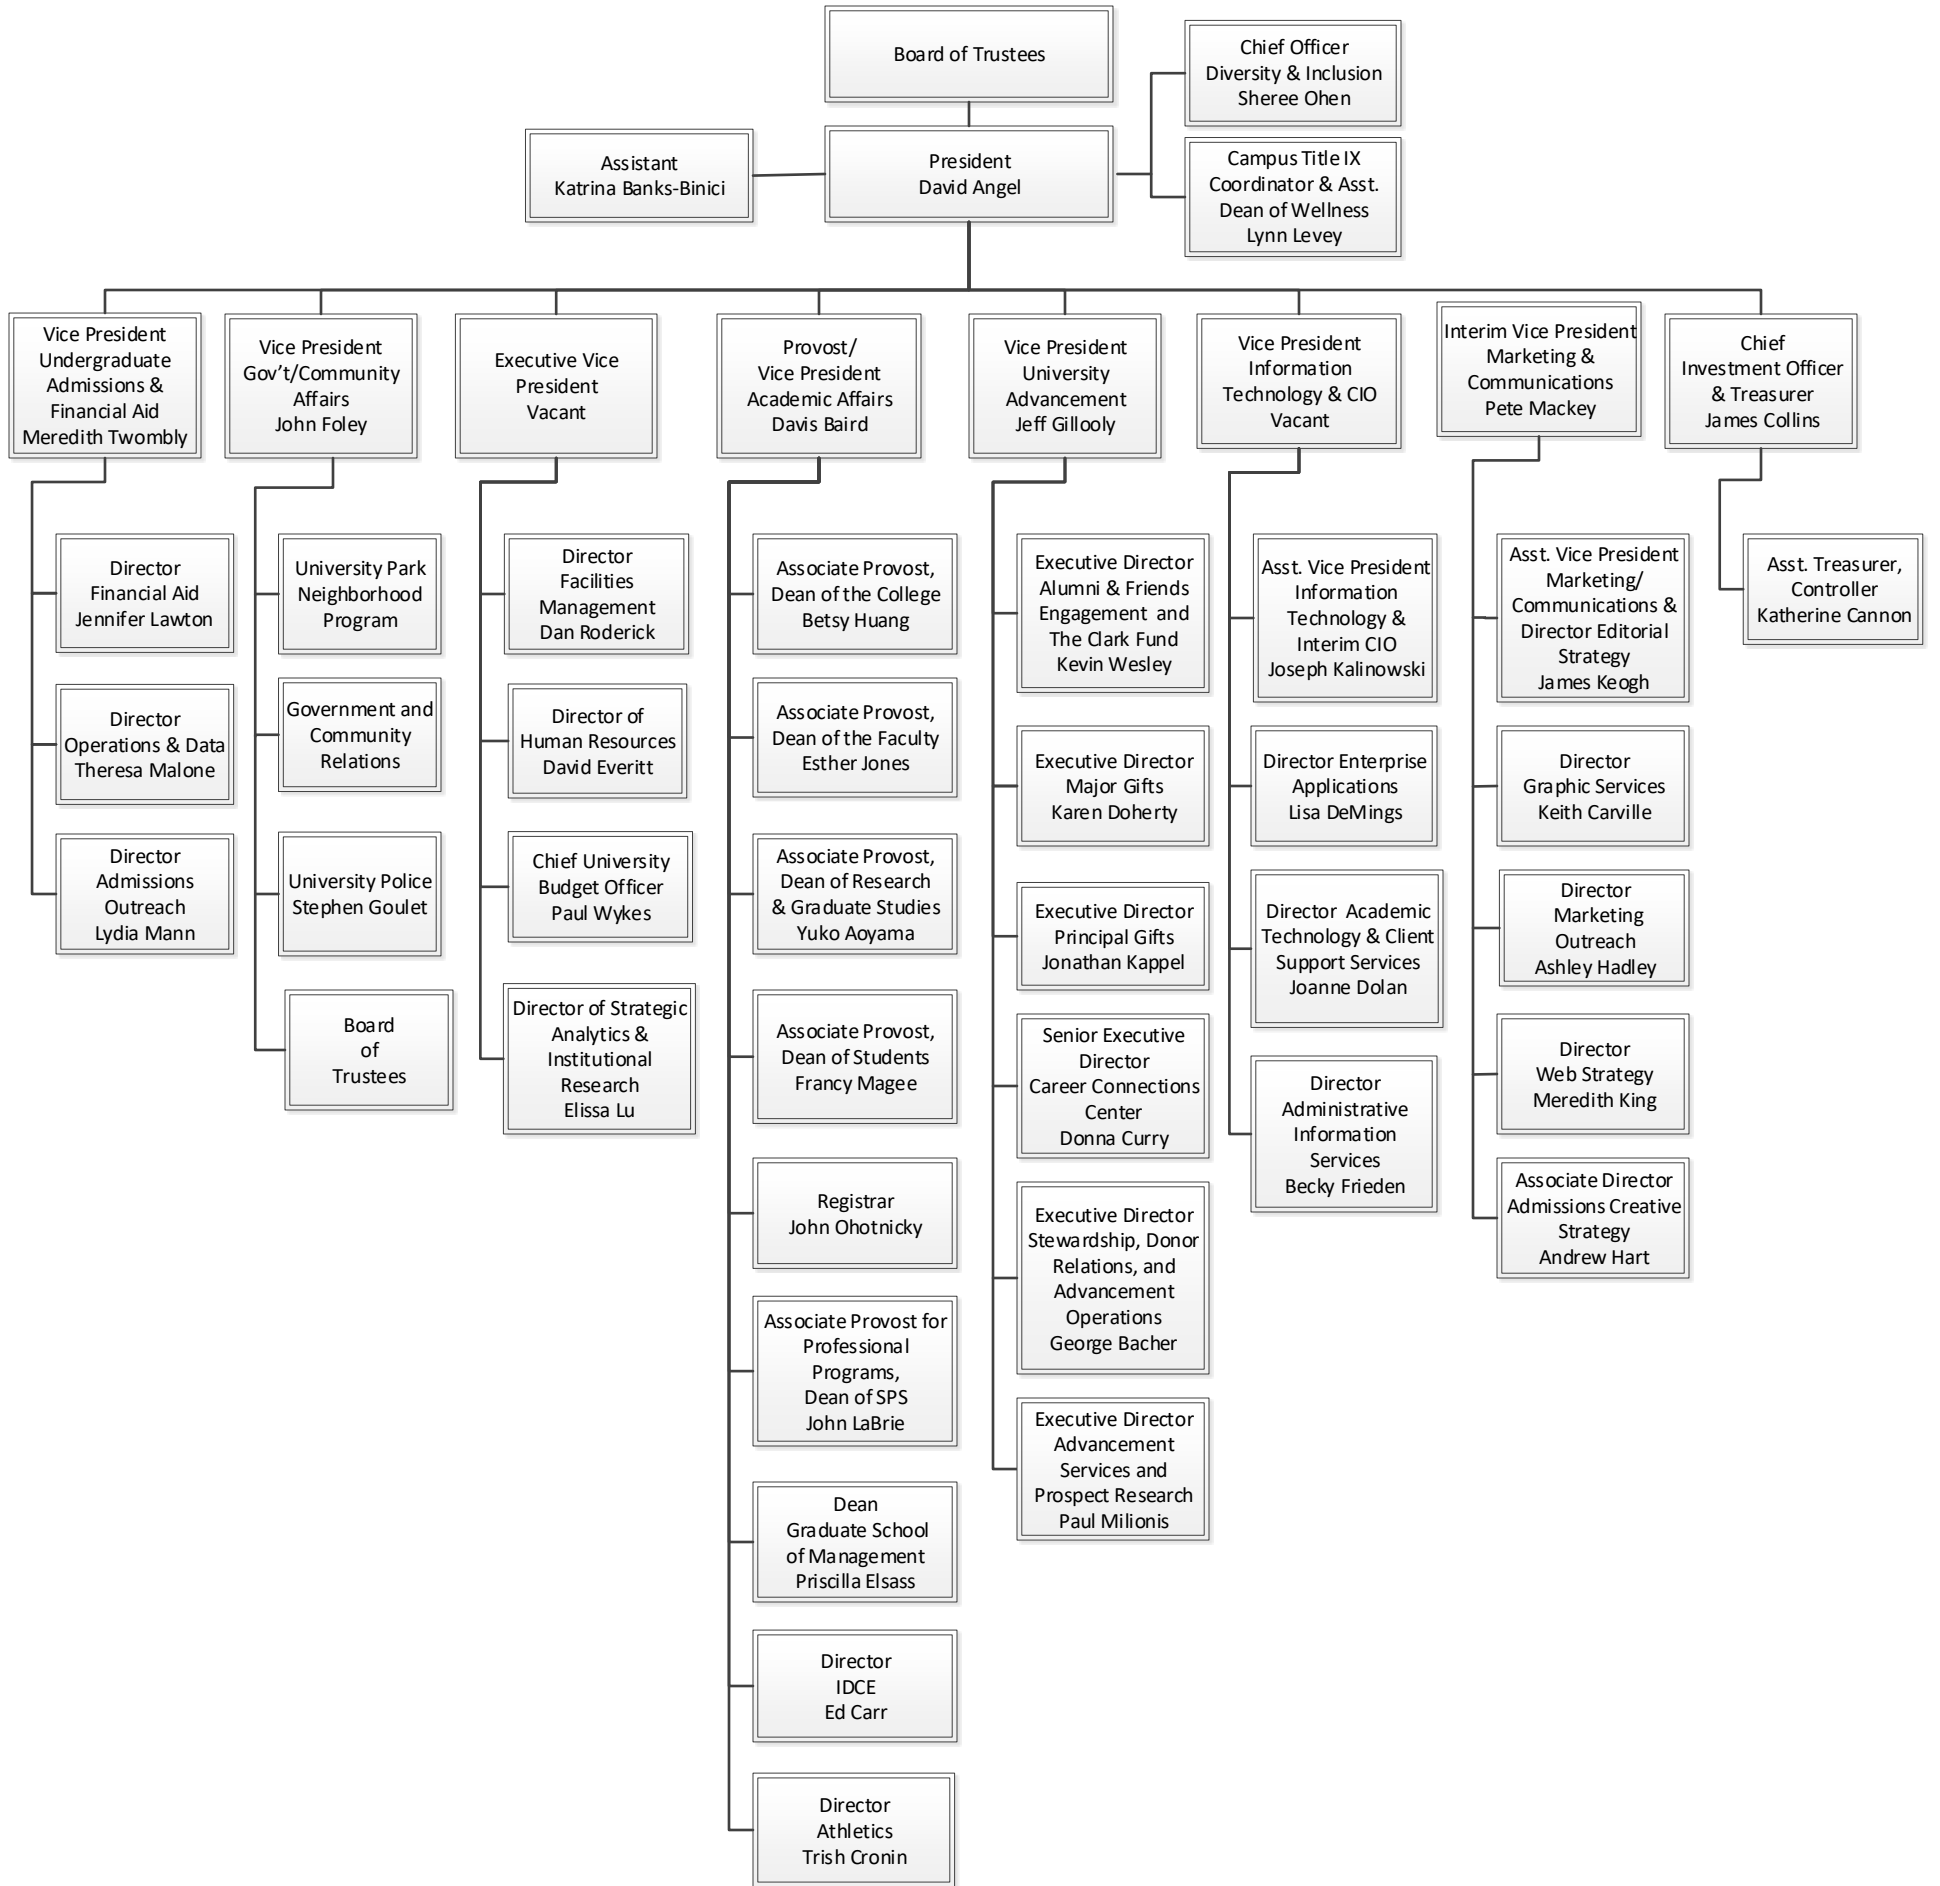 Board of Trustees
Chief Officer
Diversity & Inclusion
Sheree Ohen
Assistant
Katrina Banks-Binici
President
David Angel
Campus Title IX
Coordinator & Asst.
Dean of Wellness
Lynn Levey
Vice President
Undergraduate
Admissions &
Financial Aid
Meredith Twombly
Vice President
Gov’t/Community
Affairs
John Foley
Executive Vice
President
Vacant
Provost/
Vice President
Academic Affairs
Davis Baird
Vice President
University
Advancement
Jeff Gillooly
Vice President
Information
Technology & CIO
Vacant
Interim Vice President
Marketing &
Communications
Pete Mackey
Chief
Investment Officer
& Treasurer
James Collins
Director
Financial Aid
Jennifer Lawton
Director
Operations & Data
Theresa Malone
Director
Admissions
Outreach
Lydia Mann
University Park
Neighborhood
Program
Government and
Community
Relations
University Police
Stephen Goulet
Board
of
Trustees
Director
Facilities
Management
Dan Roderick
Director of
Human Resources
David Everitt
Chief University
Budget Officer
Paul Wykes
Director of Strategic
Analytics &
Institutional
Research
Elissa Lu
Associate Provost,
Dean of the College
Betsy Huang
Associate Provost,
Dean of the Faculty
Esther Jones
Associate Provost,
Dean of Research
& Graduate Studies
Yuko Aoyama
Associate Provost,
Dean of Students
Francy Magee
Registrar
John Ohotnicky
Associate Provost for
Professional
Programs,
Dean of SPS
John LaBrie
Dean
Graduate School
of Management
Priscilla Elsass
Director
IDCE
Ed Carr
Director
Athletics
Trish Cronin
Executive Director
Alumni & Friends
Engagement and
The Clark Fund
Kevin Wesley
Executive Director
Major Gifts
Karen Doherty
Executive Director
Principal Gifts
Jonathan Kappel
Senior Executive
Director
Career Connections
Center
Donna Curry
Executive Director
Stewardship, Donor
Relations, and
Advancement
Operations
George Bacher
Executive Director
Advancement
Services and
Prospect Research
Paul Milionis
Asst. Vice President
Information
Technology &
Interim CIO
Joseph Kalinowski
Director Enterprise
Applications
Lisa DeMings
Director Academic
Technology & Client
Support Services
Joanne Dolan
Director
Administrative
Information
Services
Becky Frieden
Asst. Vice President
Marketing/
Communications &
Director Editorial
Strategy
James Keogh
Director
Graphic Services
Keith Carville
Director
Marketing
Outreach
Ashley Hadley
Director
Web Strategy
Meredith King
Associate Director
Admissions Creative
Strategy
Andrew Hart
Asst. Treasurer,
Controller
Katherine Cannon